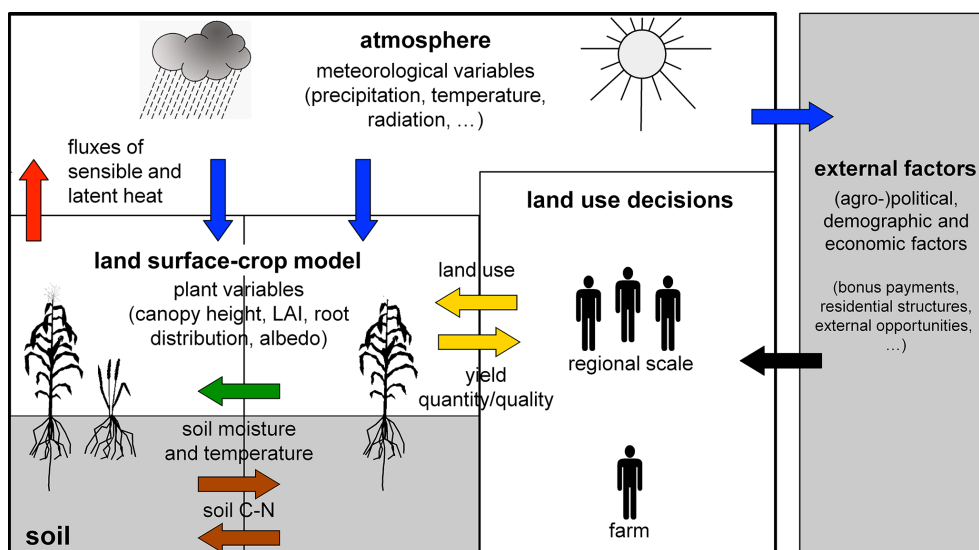 atmosphere
meteorological variables
(precipitation, temperature,
radiation, ...)
fluxes of
sensible and
latent heat
land surface-crop model
plant variables
(canopy height, LAI, root
distribution, albedo)
land use decisions
land use
yield
quantity/quality
regional scale
farm
soil moisture
and temperature
soil C-N
soil
external factors
(agro-)political,
demographic and
economic factors
(bonus payments,
residential structures,
external opportunities,
...)